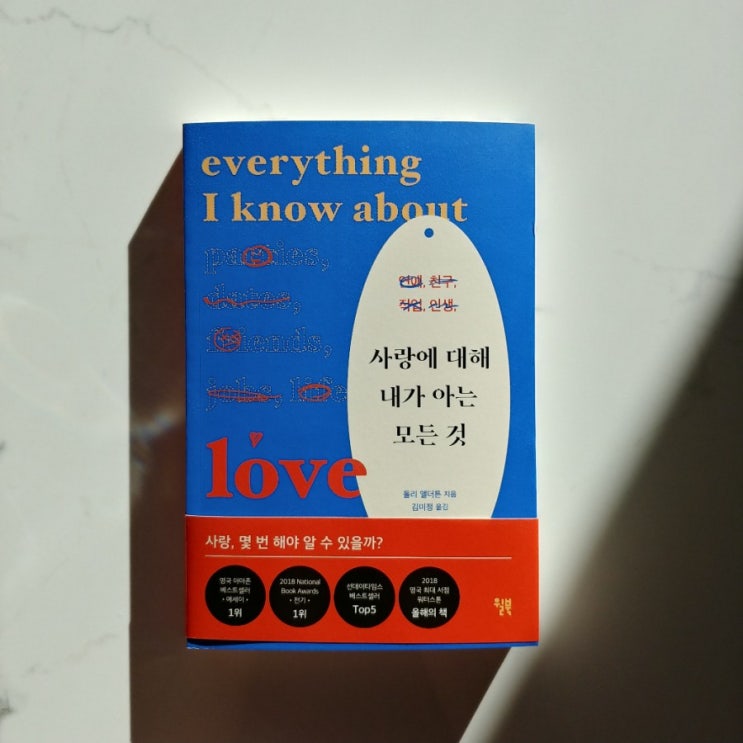 everything
I know about
parties,
dates,
friends,
jobs, life
love
연애, 친구,
직업, 인생,
사랑에 대해
내가 아는
모든 것
돌리 앨더튼 지음
김미정 옮김
사랑, 몇 번 해야 알 수 있을까?
영국 아마존
베스트셀러
• 에세이 •
1위
2018 National
Book Awards
• 전기 •
1위
선데이타임스
베스트셀러
Top5
2018
영국 최대 서점
워터스톤
올해의 책
윌북